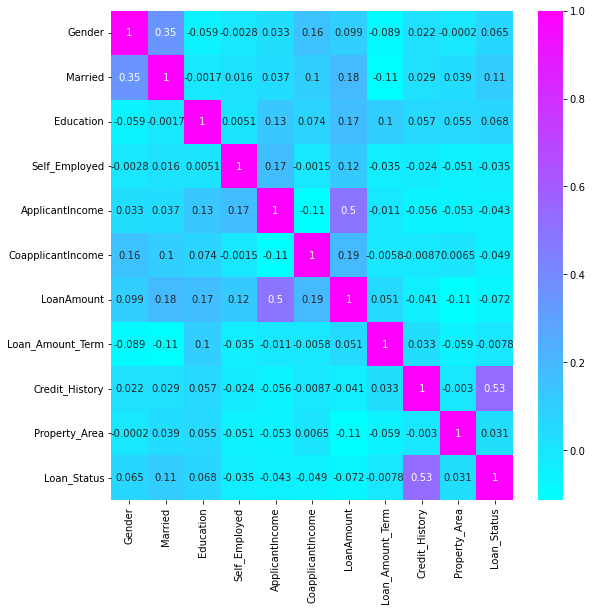 Gender 1 0.35 -0.059 -0.0028 0.033 0.16 0.099 -0.089 0.022 -0.0002 0.065
Married 0.35 1 -0.0017 0.016 0.037 0.1 0.18 -0.11 0.029 0.039 0.11
Education -0.059 -0.0017 1 0.0051 0.13 0.074 0.17 0.1 0.057 0.055 0.068
Self_Employed -0.0028 0.016 0.0051 1 0.17 -0.0015 0.12 -0.035 -0.024 -0.051 -0.035
ApplicantIncome 0.033 0.037 0.13 0.17 1 -0.11 0.5 -0.011 -0.056 -0.053 -0.043
CoapplicantIncome 0.16 0.1 0.074 -0.0015 -0.11 1 0.19 -0.0058 -0.0087 0.0065 -0.049
LoanAmount 0.099 0.18 0.17 0.12 0.5 0.19 1 0.051 -0.041 -0.11 -0.072
Loan_Amount_Term -0.089 -0.11 0.1 -0.035 -0.011 -0.0058 0.051 1 0.033 -0.059 -0.0078
Credit_History 0.022 0.029 0.057 -0.024 -0.056 -0.0087 -0.041 0.033 1 -0.003 0.53
Property_Area -0.0002 0.039 0.055 -0.051 -0.053 0.0065 -0.11 -0.059 -0.003 1 0.031
Loan_Status 0.065 0.11 0.068 -0.035 -0.043 -0.049 -0.072 -0.0078 0.53 0.031 1
Gender
Married
Education
Self_Employed
ApplicantIncome
CoapplicantIncome
LoanAmount
Loan_Amount_Term
Credit_History
Property_Area
Loan_Status
1.0
0.8
0.6
0.4
0.2
0.0